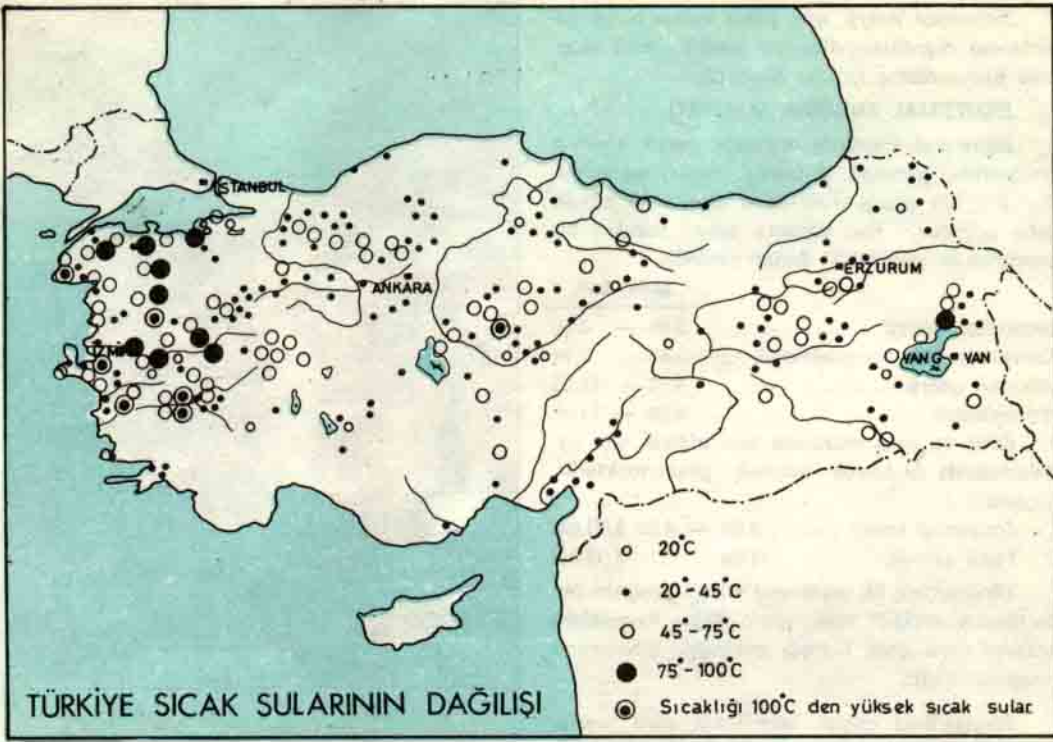 İSTANBUL
ANKARA
ERZURUM
İZMİR
VAN G.
VAN
20°C
20°-45°C
45°-75°C
75°-100°C
Sıcaklığı 100°C den yüksek sıcak sular
TÜRKİYE SICAK SULARININ DAĞILIŞI